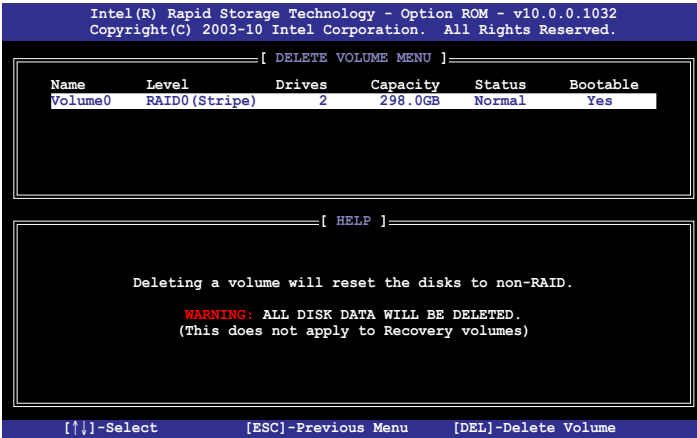 Intel(R) Rapid Storage Technology - Option ROM - v10.0.0.1032
Copyright(C) 2003-10 Intel Corporation.  All Rights Reserved.
[ DELETE VOLUME MENU ]
Name Level Drives Capacity Status Bootable
Volume0 RAID0(Stripe) 2 298.0GB Normal Yes
[ HELP ]
Deleting a volume will reset the disks to non-RAID.
WARNING: ALL DISK DATA WILL BE DELETED.
(This does not apply to Recovery volumes)
[↑↓]-Select [ESC]-Previous Menu [DEL]-Delete Volume